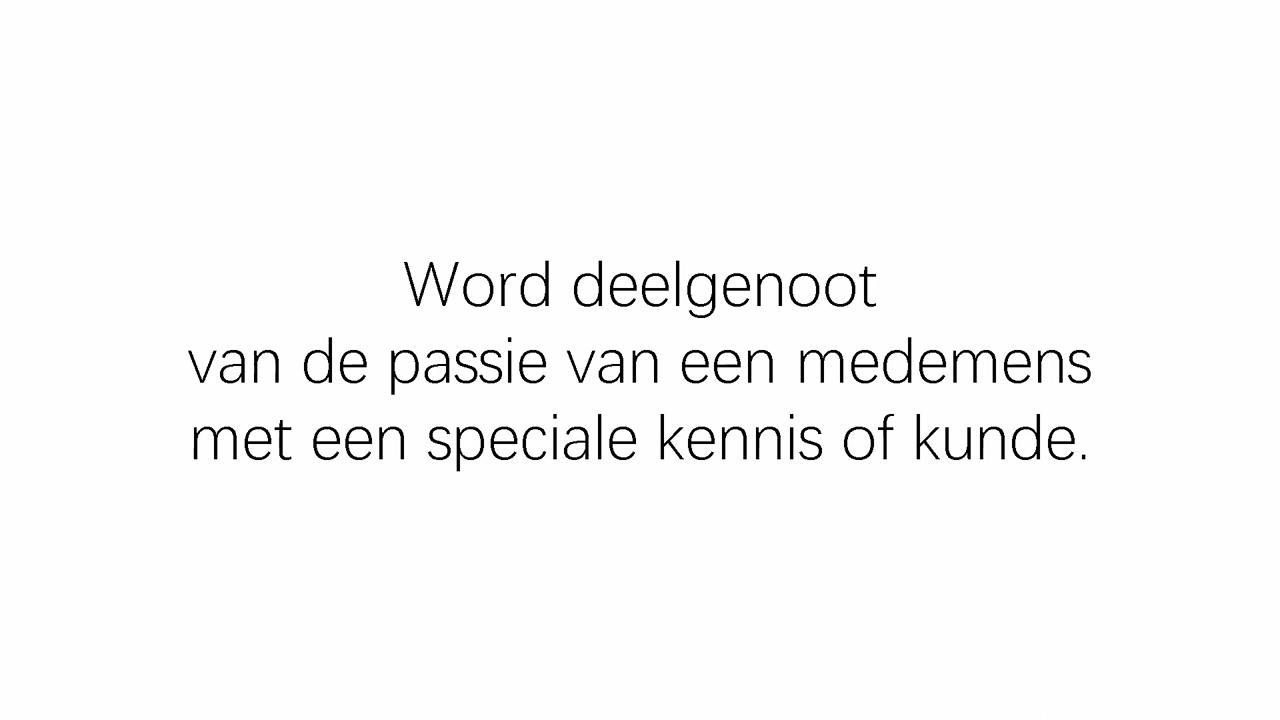 Word deelgenoot
van de passie van een medemens
met een speciale kennis of kunde.